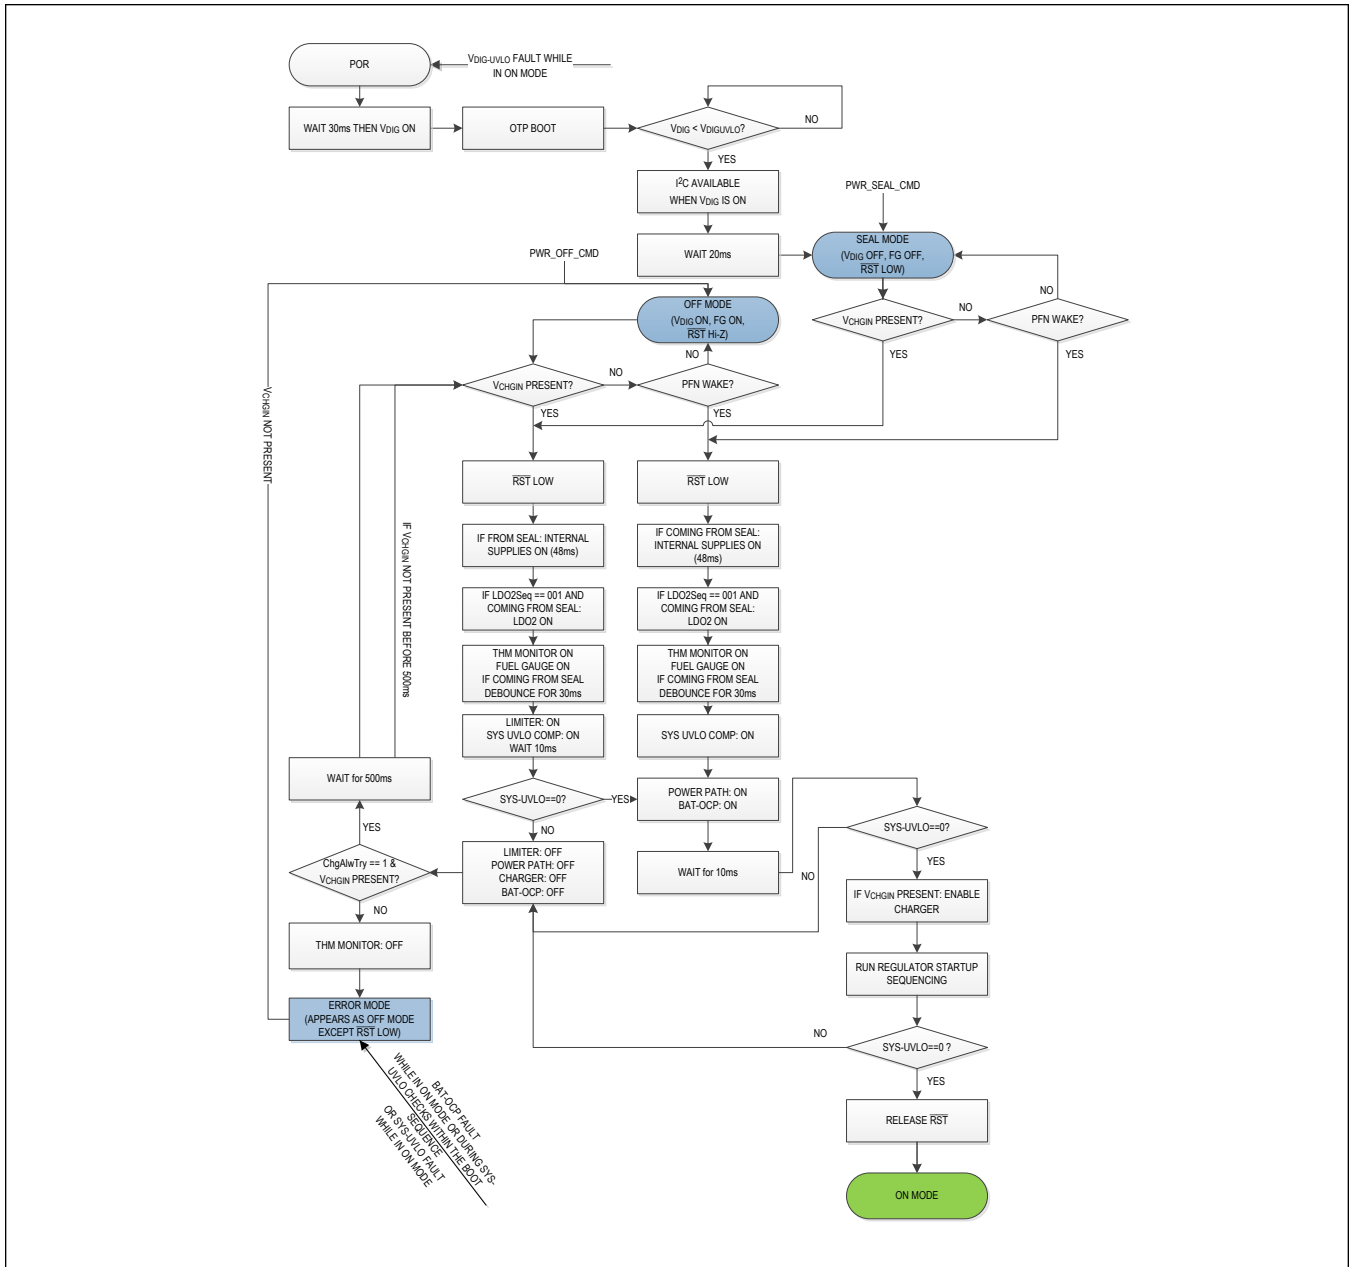 POR
VDIG-UVLO FAULT WHILE
IN ON MODE
WAIT 30ms THEN VDIG ON
OTP BOOT
VDIG < VDIGUVLO?
NO
YES
I2C AVAILABLE
WHEN VDIG IS ON
PWR_SEAL_CMD
WAIT 20ms
SEAL MODE
(VDIG OFF, FG OFF,
RST LOW)
PWR_OFF_CMD
NO
OFF MODE
(VDIG ON, FG ON,
RST Hi-Z)
VCHGIN PRESENT?
NO
PFN WAKE?
YES
YES
NO
VCHGIN PRESENT?
NO
PFN WAKE?
YES
YES
VCHGIN NOT PRESENT
RST LOW
RST LOW
IF FROM SEAL: INTERNAL
SUPPLIES ON (48ms)
IF COMING FROM SEAL:
INTERNAL SUPPLIES ON
(48ms)
IF VCHGIN NOT PRESENT BEFORE 500ms
IF LDO2Seq == 001 AND
COMING FROM SEAL:
LDO2 ON
IF LDO2Seq == 001 AND
COMING FROM SEAL:
LDO2 ON
THM MONITOR ON
FUEL GAUGE ON
IF COMING FROM SEAL
DEBOUNCE FOR 30ms
THM MONITOR ON
FUEL GAUGE ON
IF COMING FROM SEAL
DEBOUNCE FOR 30ms
LIMITER: ON
SYS UVLO COMP: ON
WAIT 10ms
SYS UVLO COMP: ON
WAIT for 500ms
SYS-UVLO==0?
YES
POWER PATH: ON
BAT-OCP: ON
SYS-UVLO==0?
YES
NO
ChgAlwTry == 1 &
VCHGIN PRESENT?
LIMITER: OFF
POWER PATH: OFF
CHARGER: OFF
BAT-OCP: OFF
WAIT for 10ms
NO
YES
IF VCHGIN PRESENT: ENABLE
CHARGER
NO
THM MONITOR: OFF
RUN REGULATOR STARTUP
SEQUENCING
ERROR MODE
(APPEARS AS OFF MODE
EXCEPT RST LOW)
NO
SYS-UVLO==0 ?
YES
BAT-OCP FAULT
WHILE IN ON MODE OR DURING SYS-
UVLO CHECKS WITHIN THE BOOT
SEQUENCE
OR SYS-UVLO FAULT
WHILE IN ON MODE
RELEASE RST
ON MODE